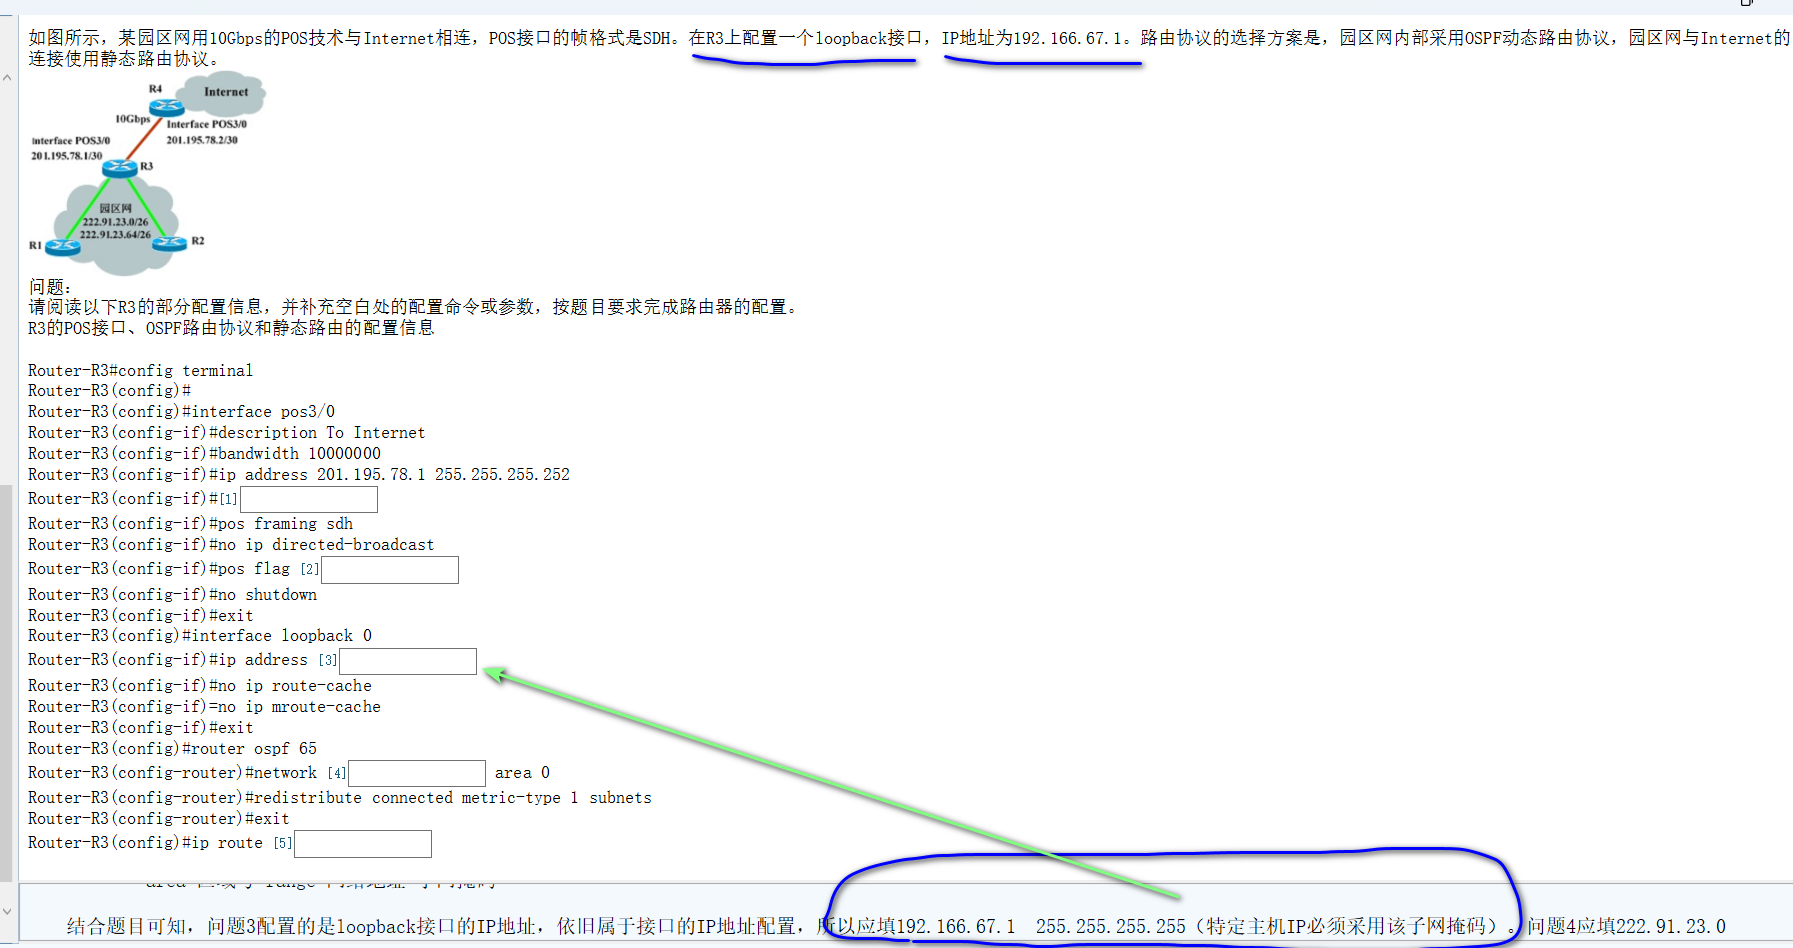 如图所示，某园区网用10Gbps的POS技术与Internet相连，POS接口的帧格式是SDH。在R3上配置一个loopback接口，IP地址为192.166.67.1。路由协议的选择方案是，园区网内部采用OSPF动态路由协议，园区网与Internet的
连接使用静态路由协议。
R4
Internet
10Gbps
Interface POS3/0
201.195.78.2/30
Interface POS3/0
201.195.78.1/30
R3
园区网
222.91.23.0/26
222.91.23.64/26
R1
R2
问题：
请阅读以下R3的部分配置信息，并补充空白处的配置命令或参数，按题目要求完成路由器的配置。
R3的POS接口、OSPF路由协议和静态路由的配置信息
Router-R3#config terminal
Router-R3(config)#
Router-R3(config)#interface pos3/0
Router-R3(config-if)#description To Internet
Router-R3(config-if)#bandwidth 10000000
Router-R3(config-if)#ip address 201.195.78.1 255.255.255.252
Router-R3(config-if)#[1]
Router-R3(config-if)#pos framing sdh
Router-R3(config-if)#no ip directed-broadcast
Router-R3(config-if)#pos flag [2]
Router-R3(config-if)#no shutdown
Router-R3(config-if)#exit
Router-R3(config)#interface loopback 0
Router-R3(config-if)#ip address [3]
Router-R3(config-if)#no ip route-cache
Router-R3(config-if)=no ip mroute-cache
Router-R3(config-if)#exit
Router-R3(config)#router ospf 65
Router-R3(config-router)#network [4] area 0
Router-R3(config-router)#redistribute connected metric-type 1 subnets
Router-R3(config-router)#exit
Router-R3(config)#ip route [5]
结合题目可知，问题3配置的是loopback接口的IP地址，依旧属于接口的IP地址配置，所以应填192.166.67.1 255.255.255.255（特定主机IP必须采用该子网掩码）。问题4应填222.91.23.0